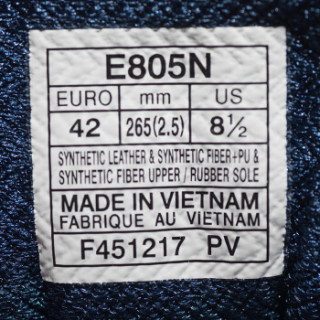 E805N
EURO mm US
42 265(2.5) 8½
SYNTHETIC LEATHER & SYNTHETIC FIBER+PU &
SYNTHETIC FIBER UPPER / RUBBER SOLE
MADE IN VIETNAM
FABRIQUE AU VIETNAM
F451217 PV